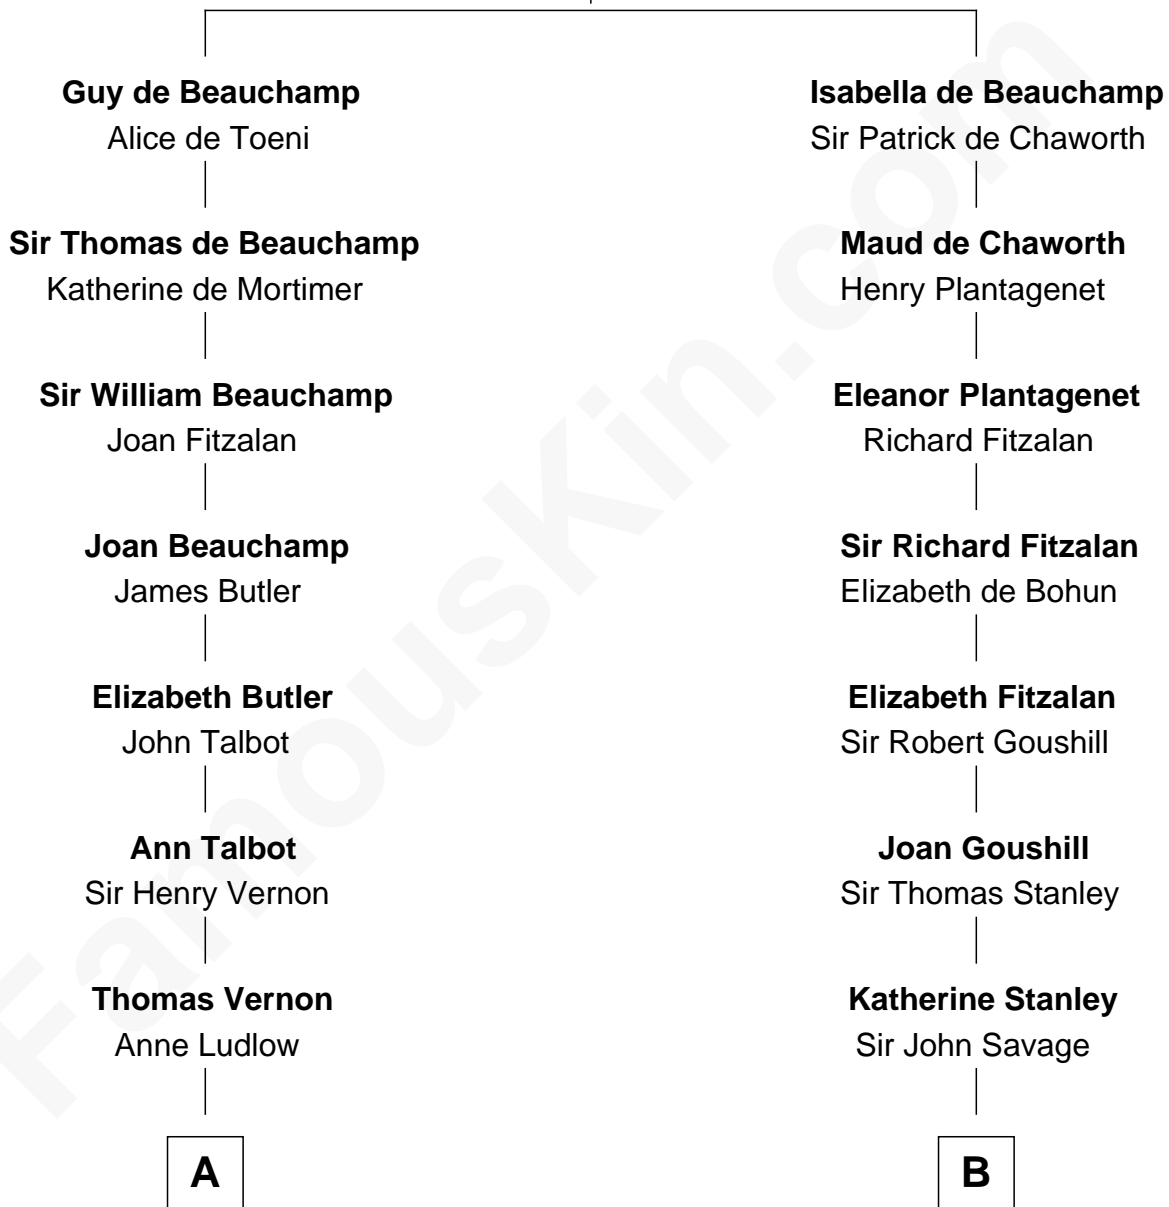 Guy de Beauchamp
Alice de Toeni
Sir Thomas de Beauchamp
Katherine de Mortimer
Sir William Beauchamp
Joan Fitzalan
Joan Beauchamp
James Butler
Elizabeth Butler
John Talbot
Ann Talbot
Sir Henry Vernon
Thomas Vernon
Anne Ludlow
A
Isabella de Beauchamp
Sir Patrick de Chaworth
Maud de Chaworth
Henry Plantagenet
Eleanor Plantagenet
Richard Fitzalan
Sir Richard Fitzalan
Elizabeth de Bohun
Elizabeth Fitzalan
Sir Robert Goushill
Joan Goushill
Sir Thomas Stanley
Katherine Stanley
Sir John Savage
B
FamousKin.com